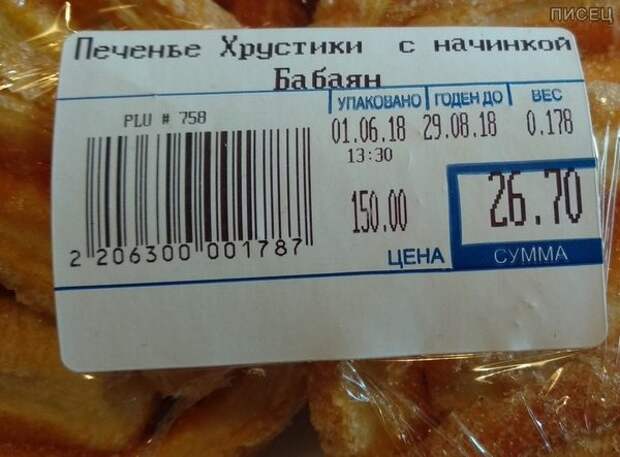 ПИСЕЦ
Печенье Хрустики с начинкой
Бабаян
УПАКОВАНО ГОДЕН ДО ВЕС
PLU # 758
01.06.18 29.08.18 0.178
13:30
150.00 26.70
ЦЕНА СУММА
2 206300 001787